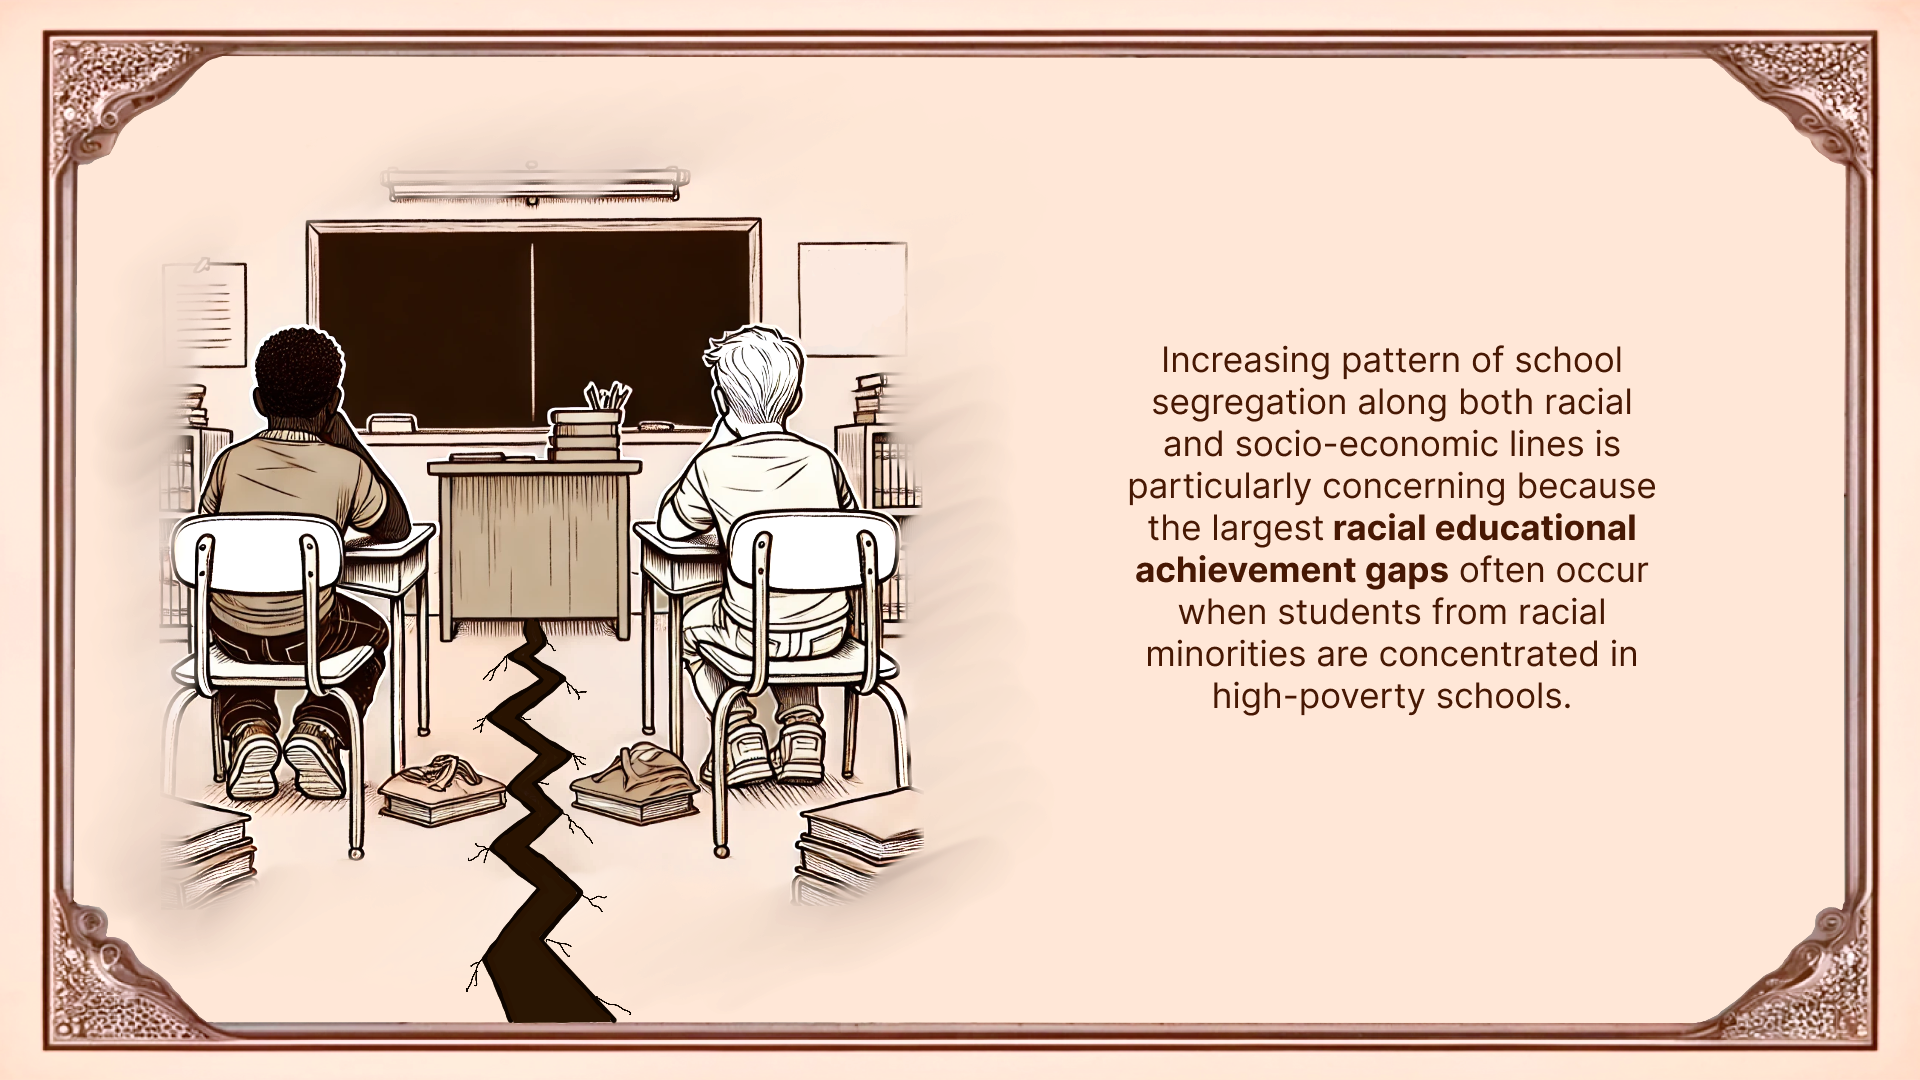 Increasing pattern of school
segregation along both racial
and socio-economic lines is
particularly concerning because
the largest racial educational
achievement gaps often occur
when students from racial
minorities are concentrated in
high-poverty schools.